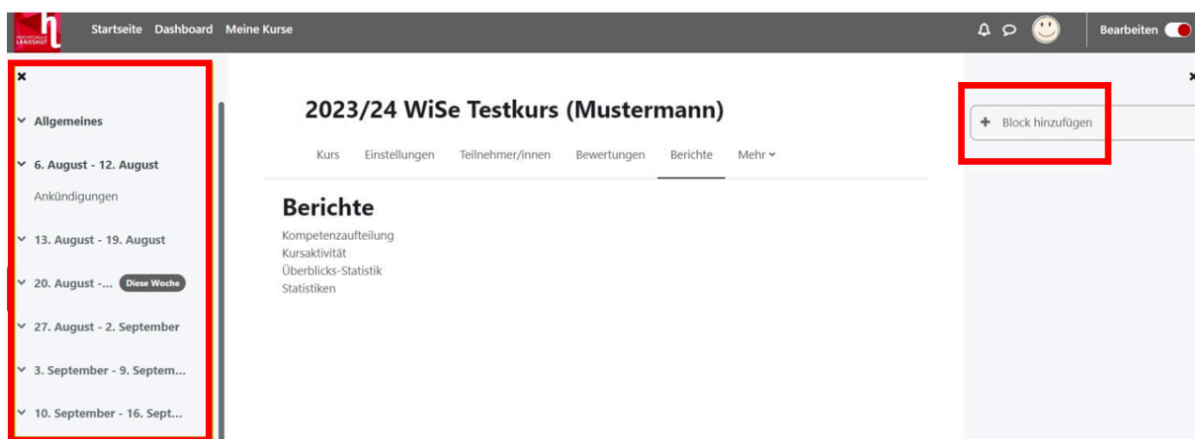 HOCHSCHULE
LANDSHUT
Startseite Dashboard Meine Kurse
Bearbeiten
Allgemeines
6. August - 12. August
Ankündigungen
13. August - 19. August
20. August -... Diese Woche
27. August - 2. September
3. September - 9. Septem...
10. September - 16. Sept...
2023/24 WiSe Testkurs (Mustermann)
Kurs Einstellungen Teilnehmer/innen Bewertungen Berichte Mehr
Berichte
Kompetenzaufteilung
Kursaktivität
Überblicks-Statistik
Statistiken
+ Block hinzufügen